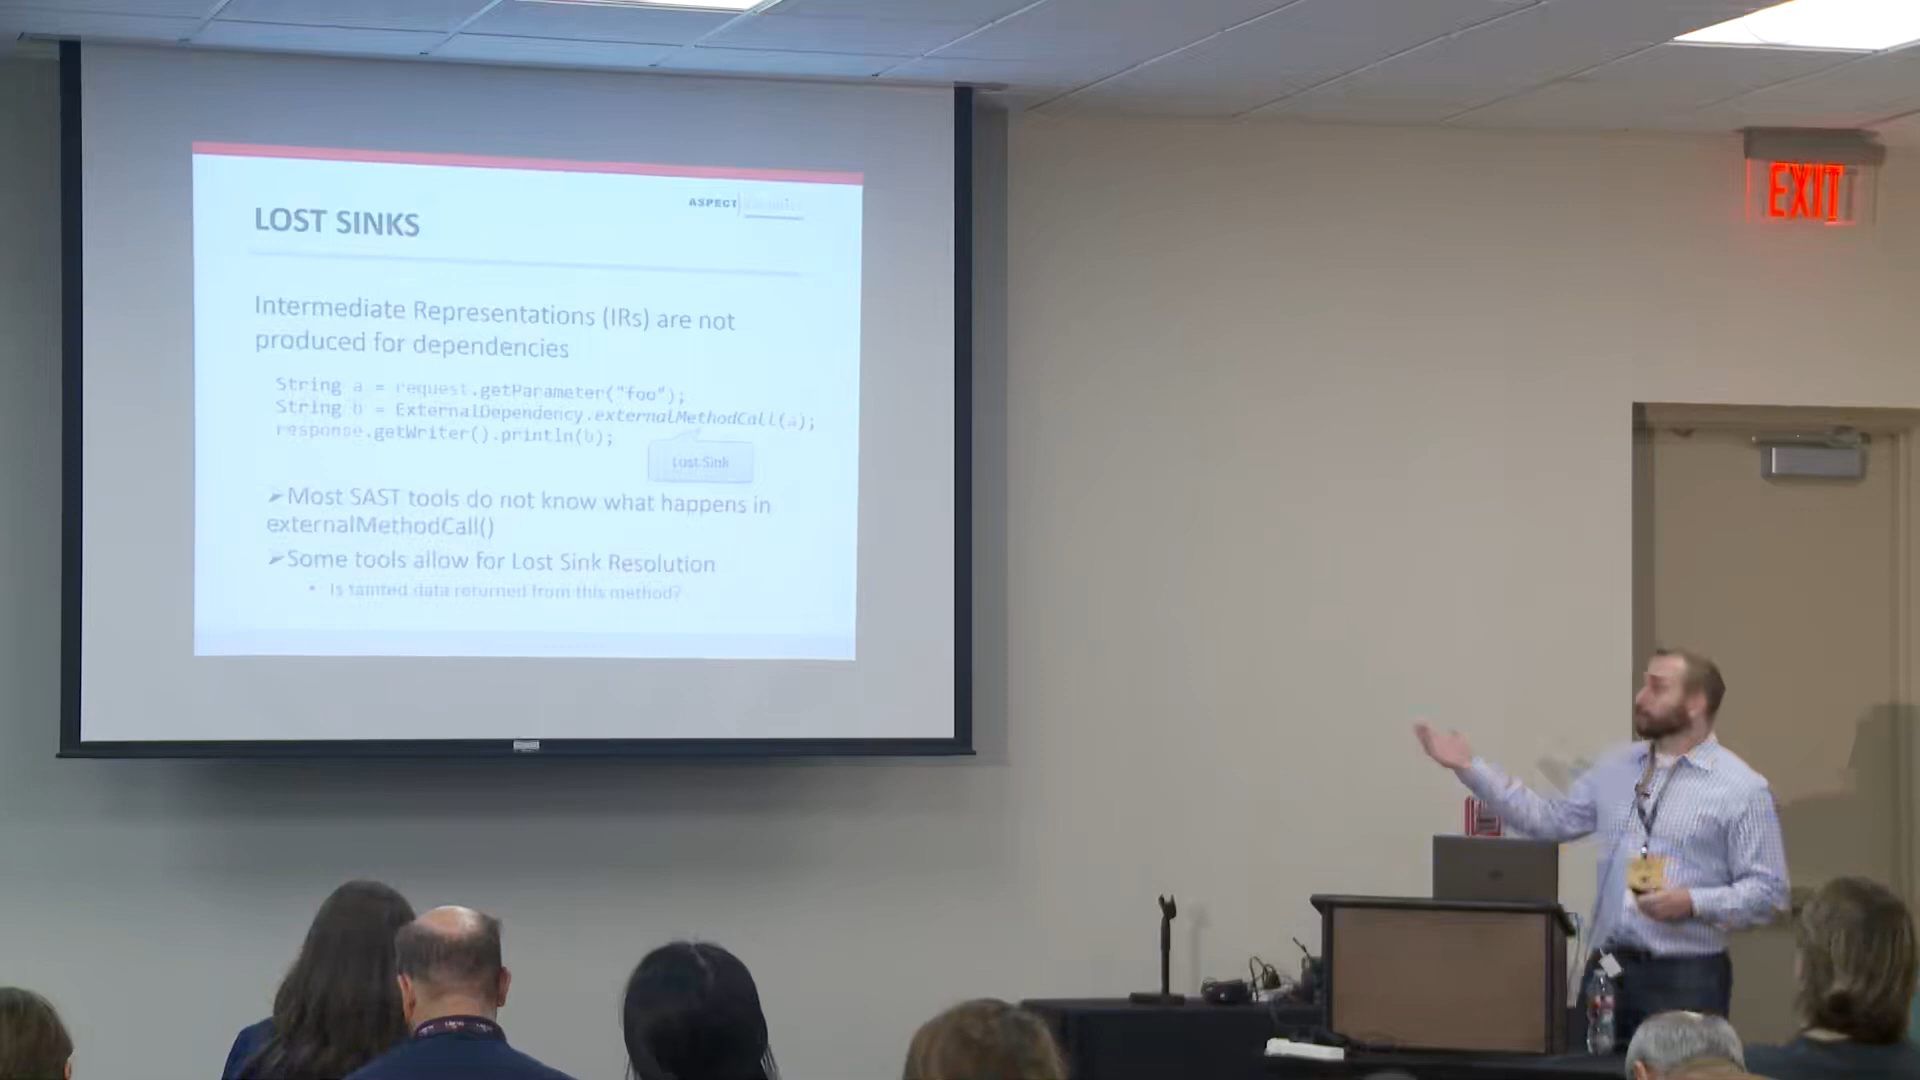 ASPECT
LOST SINKS
Intermediate Representations (IRs) are not
produced for dependencies
String a = request.getParameter("foo");
String b = ExternalDependency.externalMethodCall(a);
response.getWriter().println(b);
Lost Sink
➢Most SAST tools do not know what happens in
externalMethodCall()
➢Some tools allow for Lost Sink Resolution
• Is tainted data returned from this method?
EXIT